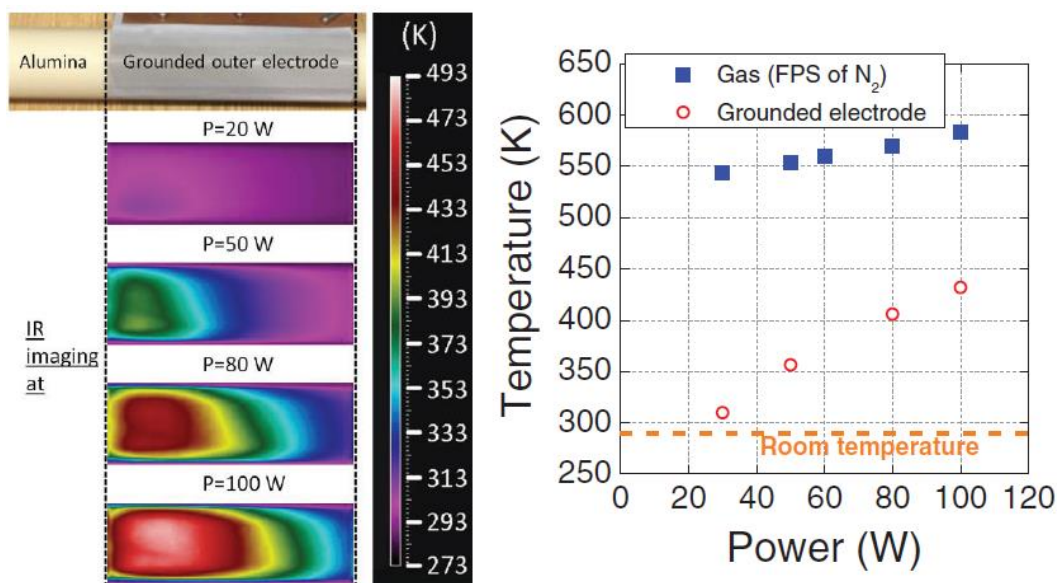 Alumina
Grounded outer electrode
P=20 W
P=50 W
IR
imaging
at
P=80 W
P=100 W
(K)
493
473
453
433
413
393
373
353
333
313
293
273
Temperature (K)
650
600
550
500
450
400
350
300
250
Gas (FPS of N₂)
Grounded electrode
Room temperature
0 20 40 60 80 100 120
Power (W)